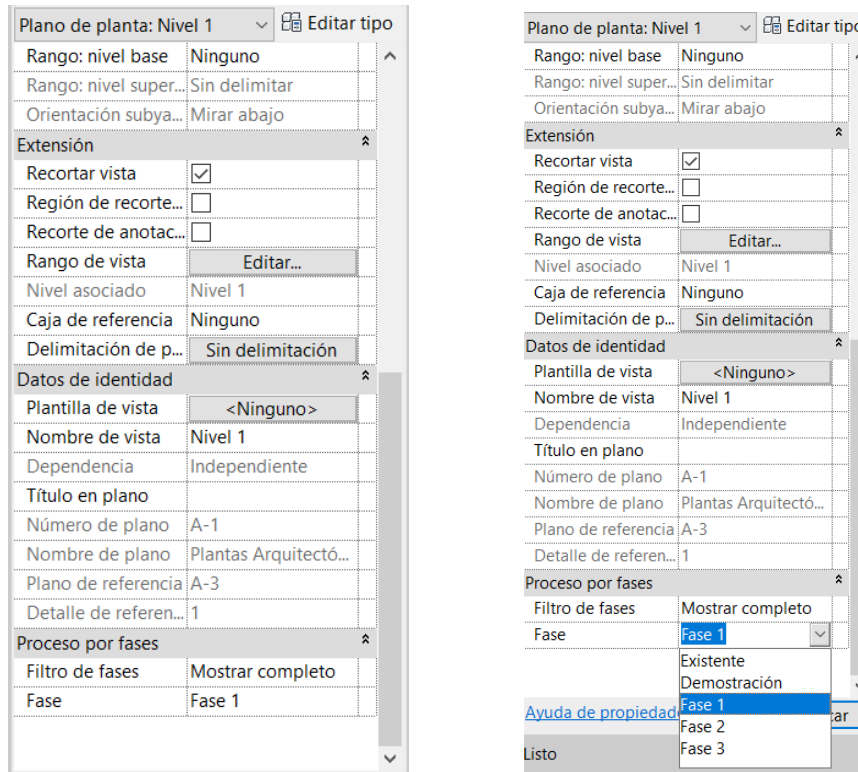 Plano de planta: Nivel 1 Editar tipo
Rango: nivel base Ninguno
Rango: nivel super... Sin delimitar
Orientación subya... Mirar abajo
Extensión
Recortar vista
Región de recorte...
Recorte de anotac...
Rango de vista Editar...
Nivel asociado Nivel 1
Caja de referencia Ninguno
Delimitación de p... Sin delimitación
Datos de identidad
Plantilla de vista <Ninguno>
Nombre de vista Nivel 1
Dependencia Independiente
Título en plano
Número de plano A-1
Nombre de plano Plantas Arquitectó...
Plano de referencia A-3
Detalle de referen... 1
Proceso por fases
Filtro de fases Mostrar completo
Fase Fase 1
Plano de planta: Nivel 1 Editar tipo
Rango: nivel base Ninguno
Rango: nivel super... Sin delimitar
Orientación subya... Mirar abajo
Extensión
Recortar vista
Región de recorte...
Recorte de anotac...
Rango de vista Editar...
Nivel asociado Nivel 1
Caja de referencia Ninguno
Delimitación de p... Sin delimitación
Datos de identidad
Plantilla de vista <Ninguno>
Nombre de vista Nivel 1
Dependencia Independiente
Título en plano
Número de plano A-1
Nombre de plano Plantas Arquitectó...
Plano de referencia A-3
Detalle de referen... 1
Proceso por fases
Filtro de fases Mostrar completo
Fase Fase 1
Existente
Demostración
Fase 1
Fase 2
Fase 3
Ayuda de propiedad car
Listo